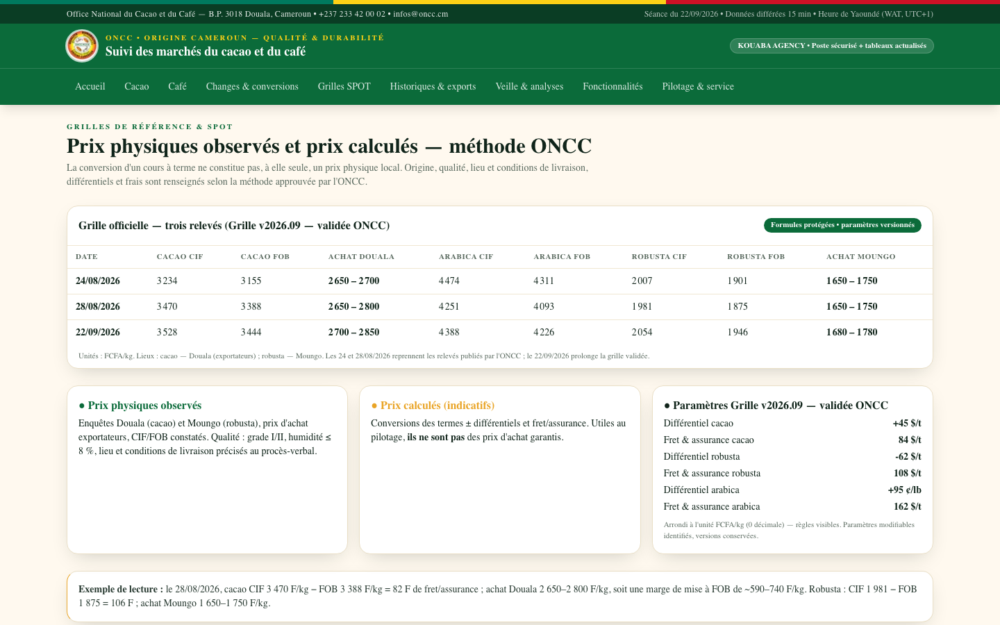 Office National du Cacao et du Café — B.P. 3018 Douala, Cameroun • +237 233 42 00 02 • infos@oncc.cm
Séance du 22/09/2026 • Données différées 15 min • Heure de Yaoundé (WAT, UTC+1)
ONCC • ORIGINE CAMEROUN — QUALITÉ & DURABILITÉ
Suivi des marchés du cacao et du café
KOUABA AGENCY • Poste sécurisé + tableaux actualisés
Accueil Cacao Café Changes & conversions Grilles SPOT Historiques & exports Veille & analyses Fonctionnalités Pilotage & service
GRILLES DE RÉFÉRENCE & SPOT
Prix physiques observés et prix calculés — méthode ONCC
La conversion d'un cours à terme ne constitue pas, à elle seule, un prix physique local. Origine, qualité, lieu et conditions de livraison,
différentiels et frais sont renseignés selon la méthode approuvée par l'ONCC.
Grille officielle — trois relevés (Grille v2026.09 — validée ONCC)
Formules protégées • paramètres versionnés
DATE CACAO CIF CACAO FOB ACHAT DOUALA ARABICA CIF ARABICA FOB ROBUSTA CIF ROBUSTA FOB ACHAT MOUNGO
24/08/2026 3 234 3 155 2 650 – 2 700 4 474 4 311 2 007 1 901 1 650 – 1 750
28/08/2026 3 470 3 388 2 650 – 2 800 4 251 4 093 1 981 1 875 1 650 – 1 750
22/09/2026 3 528 3 444 2 700 – 2 850 4 388 4 226 2 054 1 946 1 680 – 1 780
Unités : FCFA/kg. Lieux : cacao — Douala (exportateurs) ; robusta — Moungo. Les 24 et 28/08/2026 reprennent les relevés publiés par l'ONCC ; le 22/09/2026 prolonge la grille validée.
● Prix physiques observés
Enquêtes Douala (cacao) et Moungo (robusta), prix d'achat
exportateurs, CIF/FOB constatés. Qualité : grade I/II, humidité ≤
8 %, lieu et conditions de livraison précisés au procès-verbal.
● Prix calculés (indicatifs)
Conversions des termes ± différentiels et fret/assurance. Utiles au
pilotage, ils ne sont pas des prix d'achat garantis.
● Paramètres Grille v2026.09 — validée ONCC
Différentiel cacao +45 $/t
Fret & assurance cacao 84 $/t
Différentiel robusta -62 $/t
Fret & assurance robusta 108 $/t
Différentiel arabica +95 ¢/lb
Fret & assurance arabica 162 $/t
Arrondi à l'unité FCFA/kg (0 décimale) — règles visibles. Paramètres modifiables
identifiés, versions conservées.
Exemple de lecture : le 28/08/2026, cacao CIF 3 470 F/kg − FOB 3 388 F/kg = 82 F de fret/assurance ; achat Douala 2 650–2 800 F/kg, soit une marge de mise à FOB de ~590–740 F/kg. Robusta : CIF 1 981 − FOB
1 875 = 106 F ; achat Moungo 1 650–1 750 F/kg.